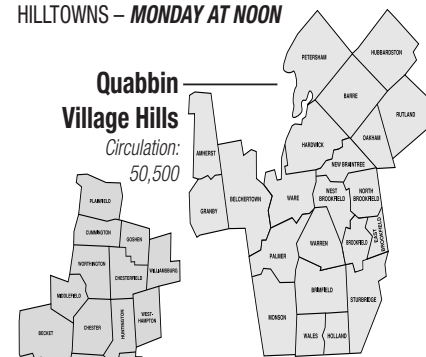 HILLTOWNS – MONDAY AT NOON
Quabbin
Village Hills
Circulation:
50,500
PETERSHAM
HUBBARDSTON
BARRE
RUTLAND
HARDWICK
OAKHAM
NEW BRAINTREE
AMHERST
GRANBY
BELCHERTOWN
WARE
WEST
BROOKFIELD
NORTH
BROOKFIELD
EAST
BROOKFIELD
BROOKFIELD
WARREN
PALMER
BRIMFIELD
STURBRIDGE
MONSON
WALES
HOLLAND
PLAINFIELD
CUMMINGTON
GOSHEN
WORTHINGTON
CHESTERFIELD
WILLIAMSBURG
MIDDLEFIELD
WEST-
HAMPTON
HUNTINGTON
CHESTER
BECKET